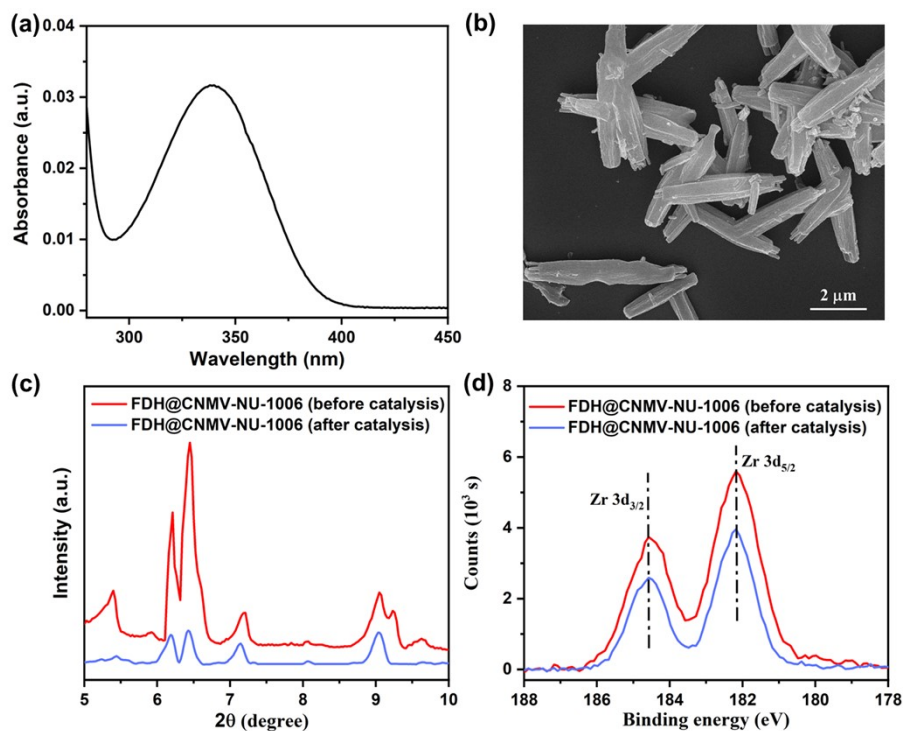 (a)
0.04
0.03
0.02
0.01
0.00
Absorbance (a.u.)
300
350
400
450
Wavelength (nm)
(b)
2 μm
(c)
FDH@CNMV-NU-1006 (before catalysis)
FDH@CNMV-NU-1006 (after catalysis)
Intensity (a.u.)
5
6
7
8
9
10
2θ (degree)
(d)
8
6
4
2
0
Counts (10³ s)
FDH@CNMV-NU-1006 (before catalysis)
FDH@CNMV-NU-1006 (after catalysis)
Zr 3d₃/₂
Zr 3d₅/₂
188
186
184
182
180
178
Binding energy (eV)